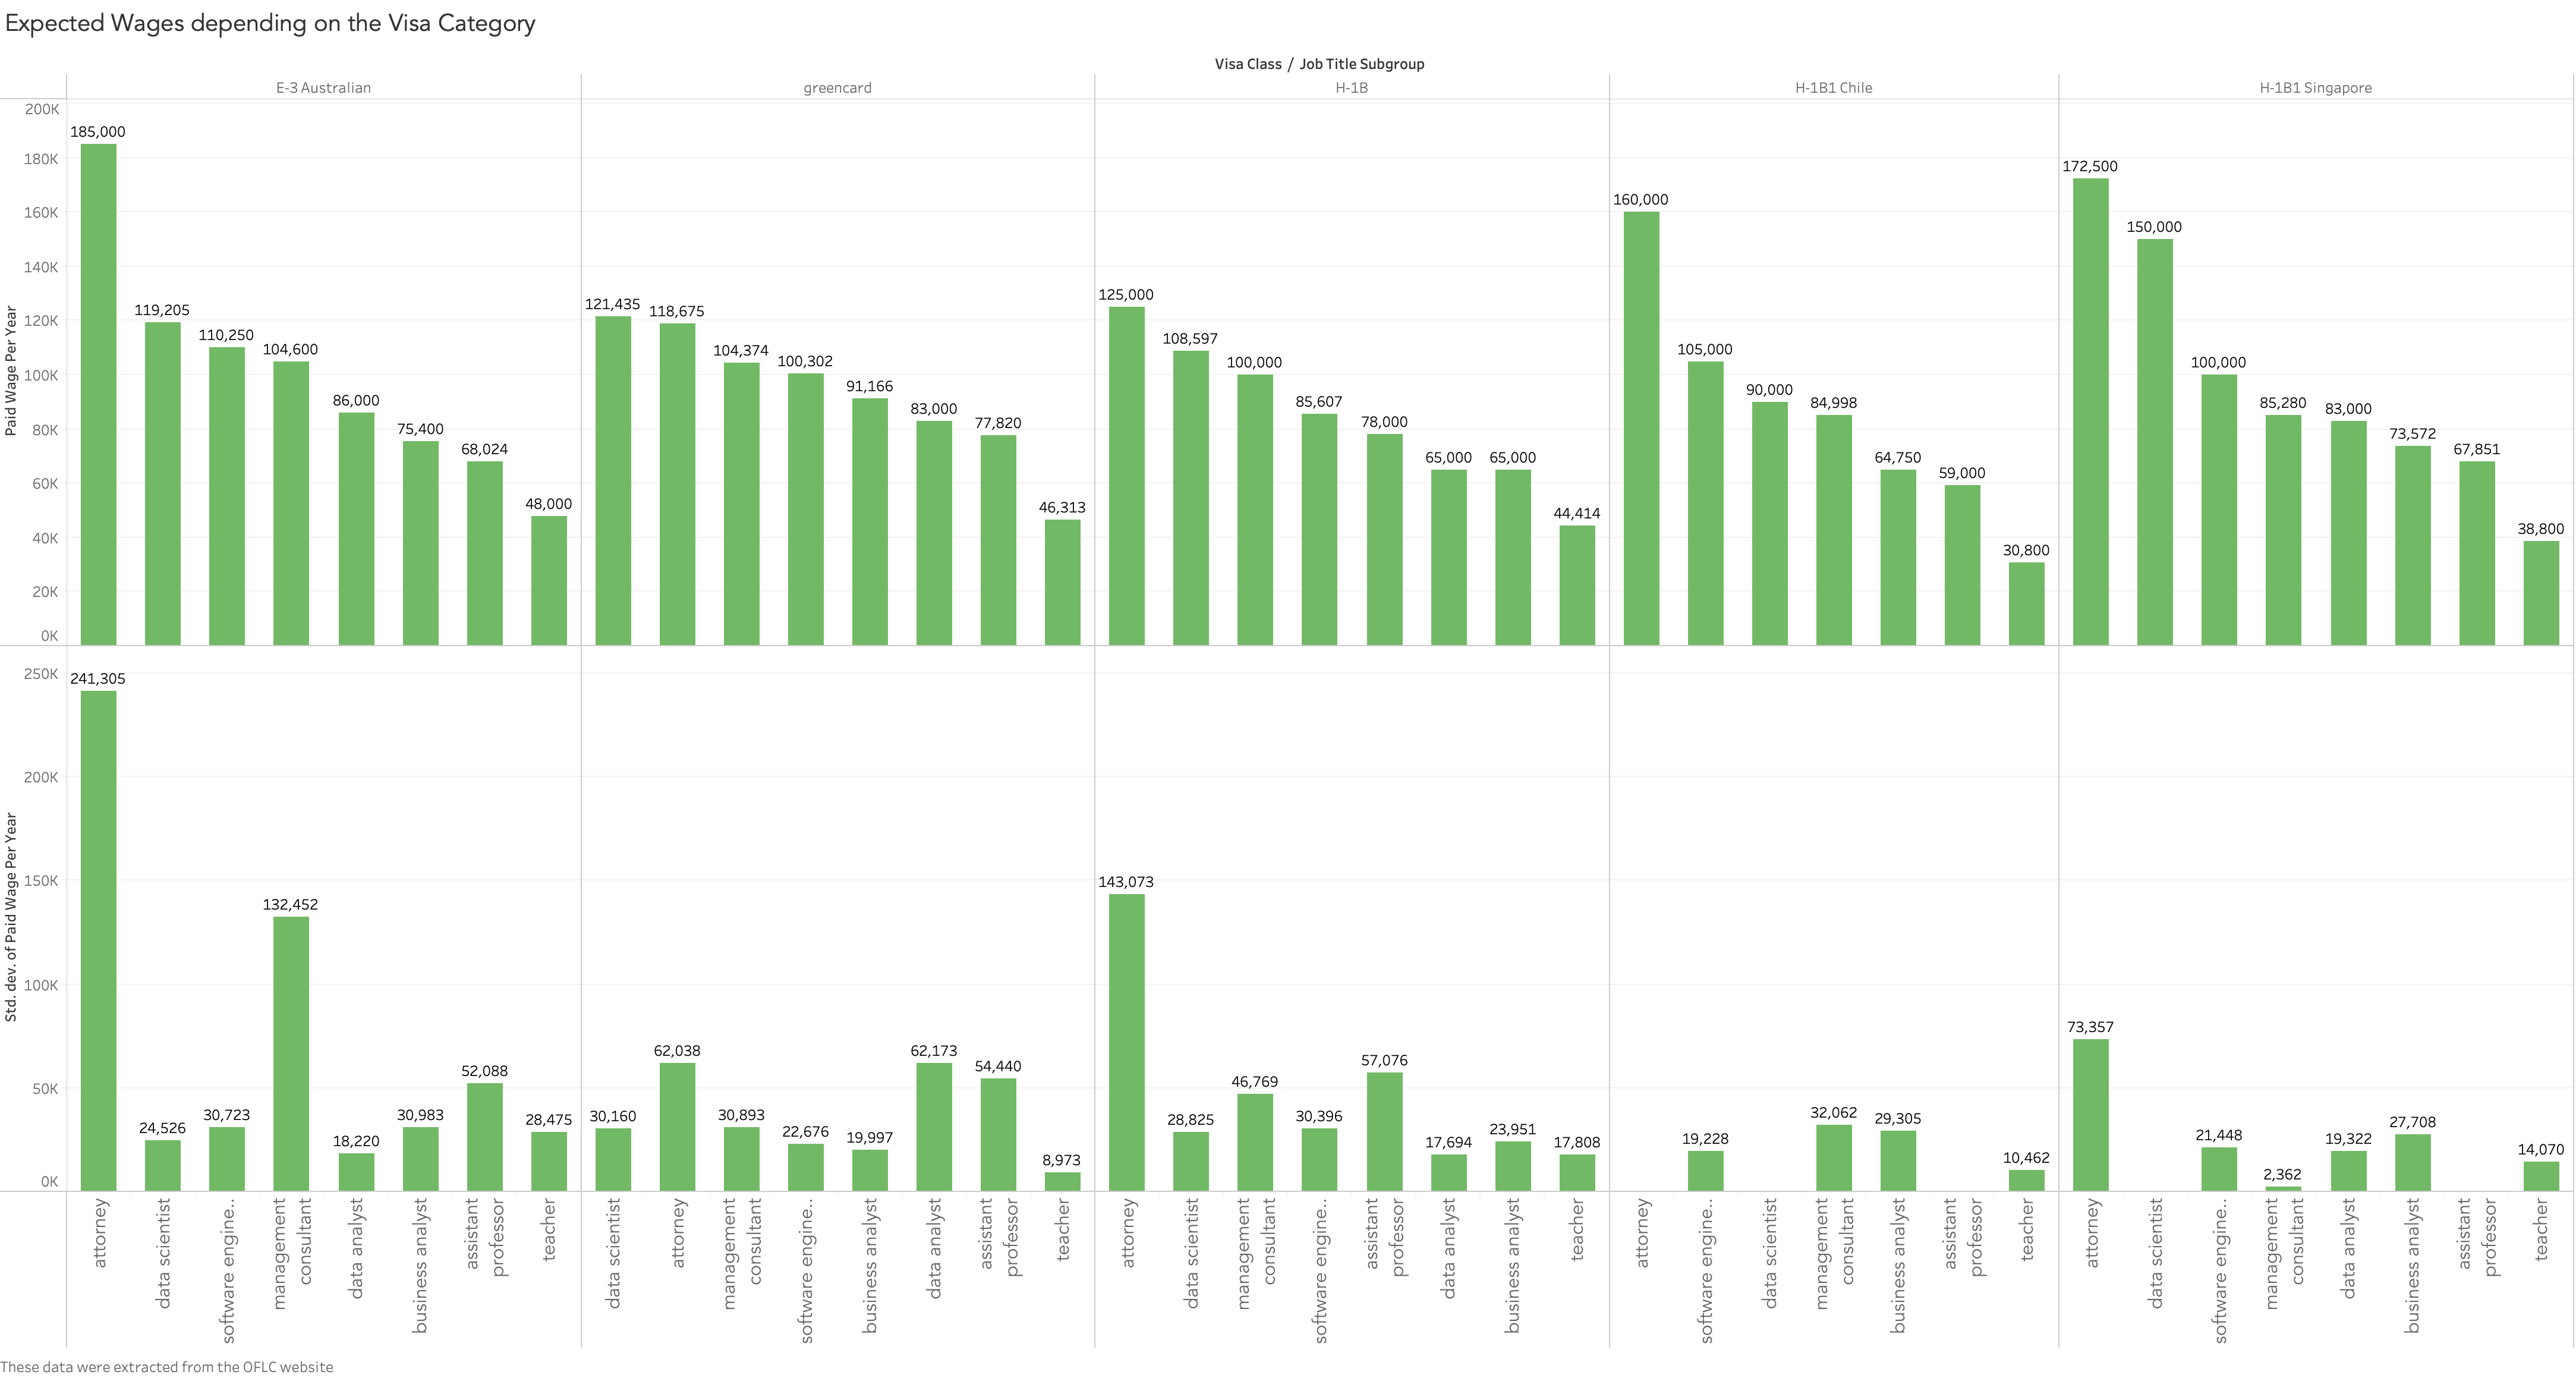 Expected Wages depending on the Visa Category
Visa Class / Job Title Subgroup
E-3 Australian
greencard
H-1B
H-1B1 Chile
H-1B1 Singapore
Paid Wage Per Year
200K
180K
160K
140K
120K
100K
80K
60K
40K
20K
0K
185,000
119,205
110,250
104,600
86,000
75,400
68,024
48,000
121,435
118,675
104,374
100,302
91,166
83,000
77,820
46,313
125,000
108,597
100,000
85,607
78,000
65,000
65,000
44,414
160,000
105,000
90,000
84,998
64,750
59,000
30,800
172,500
150,000
100,000
85,280
83,000
73,572
67,851
38,800
Std. dev. of Paid Wage Per Year
250K
200K
150K
100K
50K
0K
241,305
24,526
30,723
132,452
18,220
30,983
52,088
28,475
30,160
62,038
30,893
22,676
19,997
62,173
54,440
8,973
143,073
28,825
46,769
30,396
57,076
17,694
23,951
17,808
19,228
32,062
29,305
10,462
73,357
21,448
2,362
19,322
27,708
14,070
attorney
data scientist
software engine..
management
consultant
data analyst
business analyst
assistant
professor
teacher
data scientist
attorney
management
consultant
software engine..
business analyst
data analyst
assistant
professor
teacher
attorney
data scientist
management
consultant
software engine..
assistant
professor
data analyst
business analyst
teacher
attorney
software engine..
data scientist
management
consultant
business analyst
assistant
professor
teacher
attorney
data scientist
software engine..
management
consultant
data analyst
business analyst
assistant
professor
teacher
These data were extracted from the OFLC website